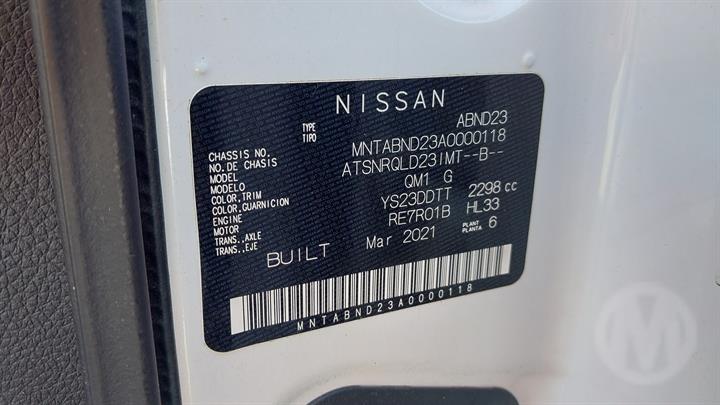 NISSAN
TYPE TIPO ABND23
CHASSIS NO. NO. DE CHASIS MNTABND23A0000118
MODEL MODELO ATSNRQLD23IMT--B--
COLOR, TRIM COLOR, GUARNICION QM1 G
ENGINE MOTOR YS23DDTT 2298 cc
TRANS., AXLE TRANS., EJE RE7R01B HL33
BUILT Mar 2021 PLANT PLANTA 6
MNTABND23A0000118
M